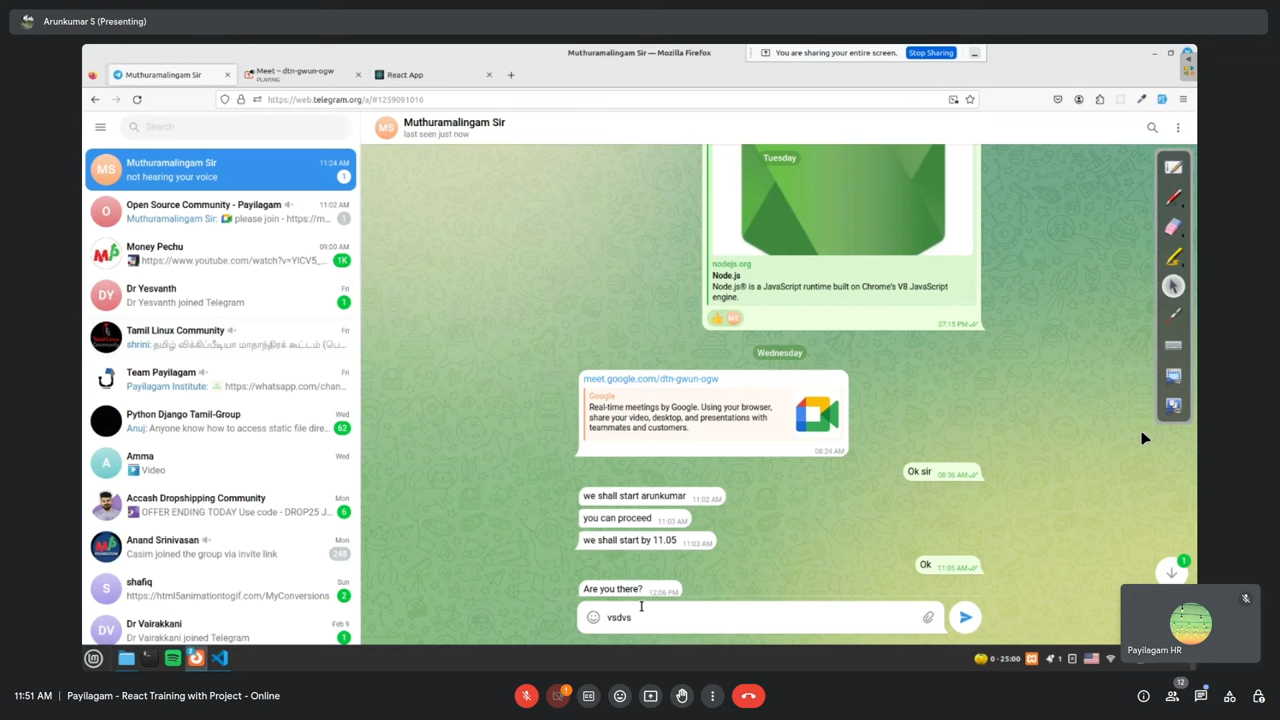 Arunkumar S (Presenting)
Muthuramalingam Sir — Mozilla Firefox
You are sharing your entire screen.
Stop Sharing
Muthuramalingam Sir
Meet – dtn-gwun-ogw
PLAYING
React App
https://web.telegram.org/a/#1259091016
Search
Muthuramalingam Sir
last seen just now
Muthuramalingam Sir
11:24 AM
not hearing your voice
1
Open Source Community - Payilagam
11:02 AM
Muthuramalingam Sir: please join - https://m...
1
Money Pechu
09:00 AM
https://www.youtube.com/watch?v=YICV5_...
1K
Dr Yesvanth
Fri
Dr Yesvanth joined Telegram
1
Tamil Linux Community
Fri
shrini: தமிழ் விக்கிப்பீடியா மாதாந்திரக் கூட்டம் (பெ...
Team Payilagam
Fri
Payilagam Institute: https://whatsapp.com/chan...
Python Django Tamil-Group
Wed
Anuj: Anyone know how to access static file dire...
62
Amma
Wed
Video
Accash Dropshipping Community
Mon
OFFER ENDING TODAY Use code - DROP25 J...
6
Anand Srinivasan
Mon
Casim joined the group via invite link
248
shafiq
Sun
https://html5animationtogif.com/MyConversions
2
Dr Vairakkani
Feb 9
Dr Vairakkani joined Telegram
1
MS
O
DY
A
S
DV
MS
Tuesday
nodejs.org
Node.js
Node.js® is a JavaScript runtime built on Chrome's V8 JavaScript
engine.
MS
07:15 PM
Wednesday
meet.google.com/dtn-gwun-ogw
Google
Real-time meetings by Google. Using your browser,
share your video, desktop, and presentations with
teammates and customers.
08:24 AM
Ok sir 08:36 AM
we shall start arunkumar 11:02 AM
you can proceed 11:03 AM
we shall start by 11.05 11:03 AM
Ok 11:05 AM
Are you there? 12:06 PM
vsdvs
1
Payilagam HR
0 - 25:00
1
11:51 AM | Payilagam - React Training with Project - Online
12